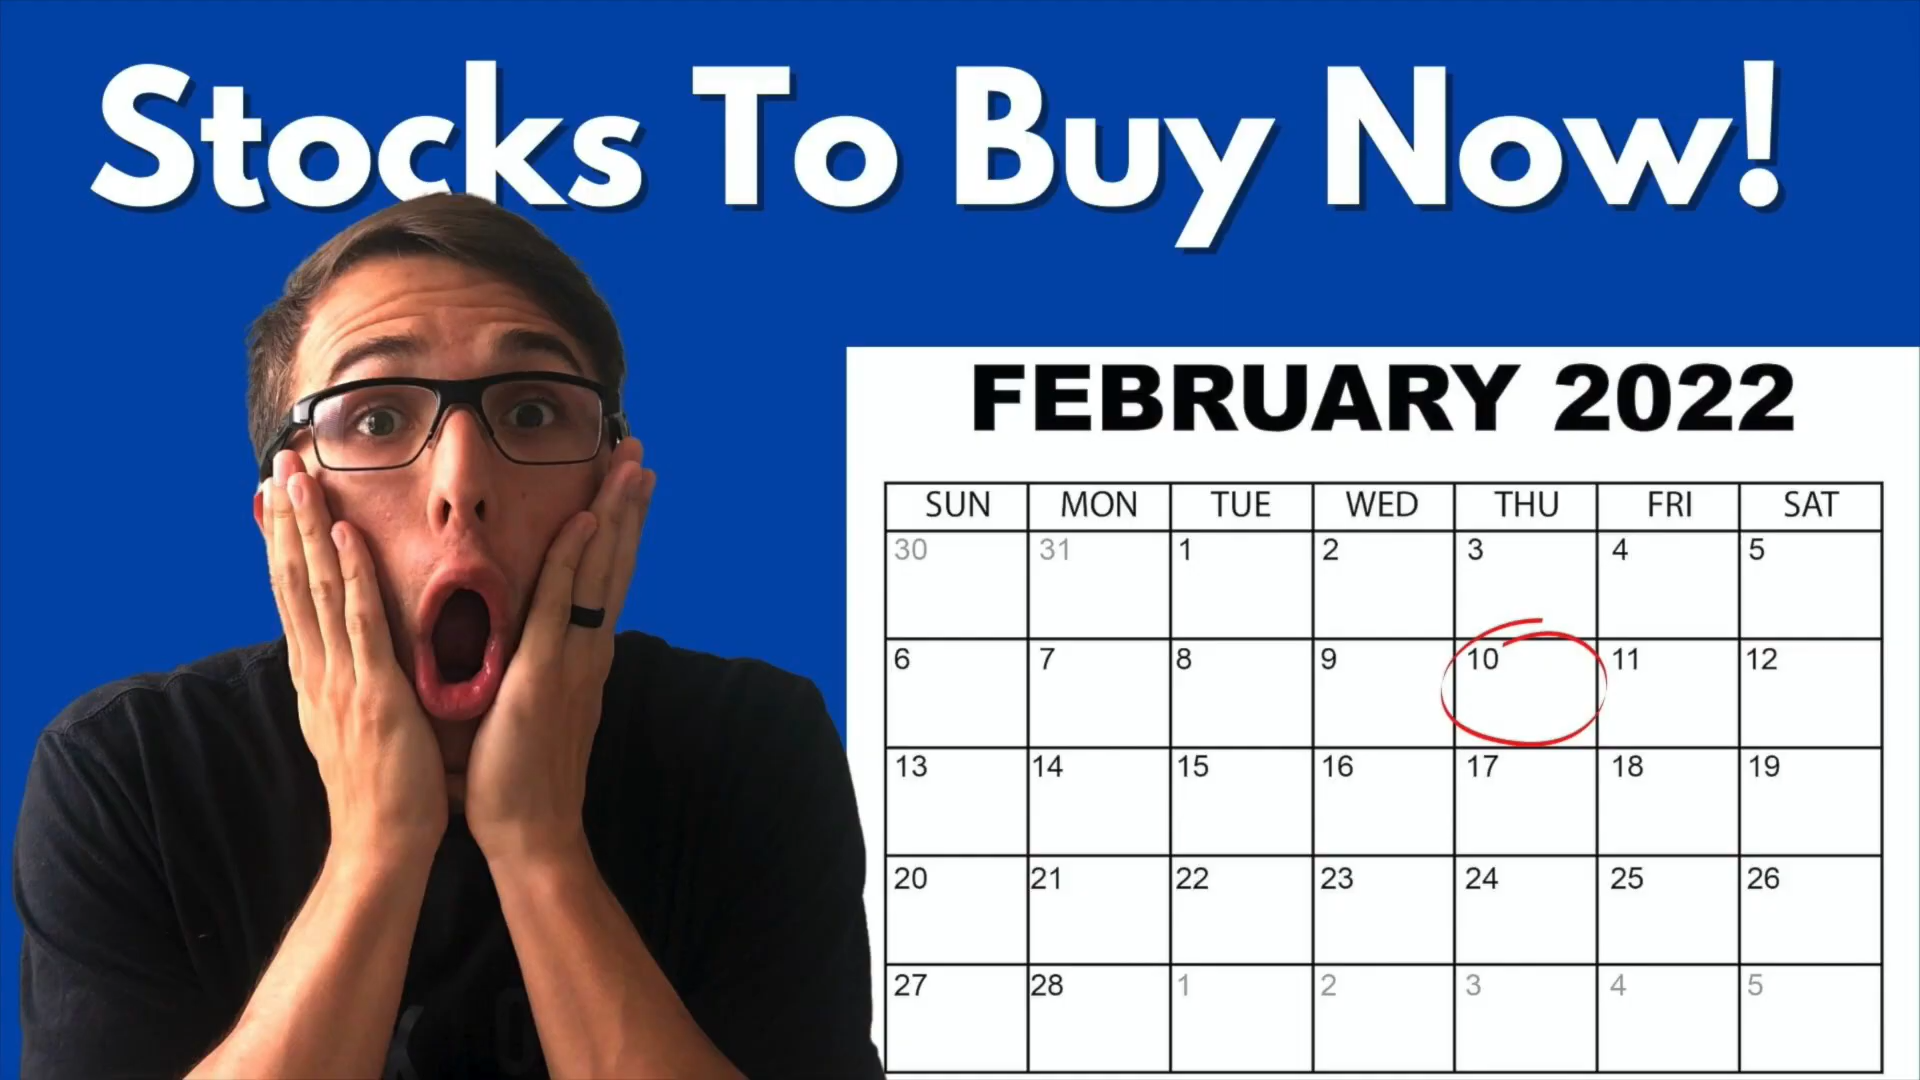 Stocks To Buy Now!
FEBRUARY 2022
SUN MON TUE WED THU FRI SAT
30 31 1 2 3 4 5
6 7 8 9 10 11 12
13 14 15 16 17 18 19
20 21 22 23 24 25 26
27 28 1 2 3 4 5